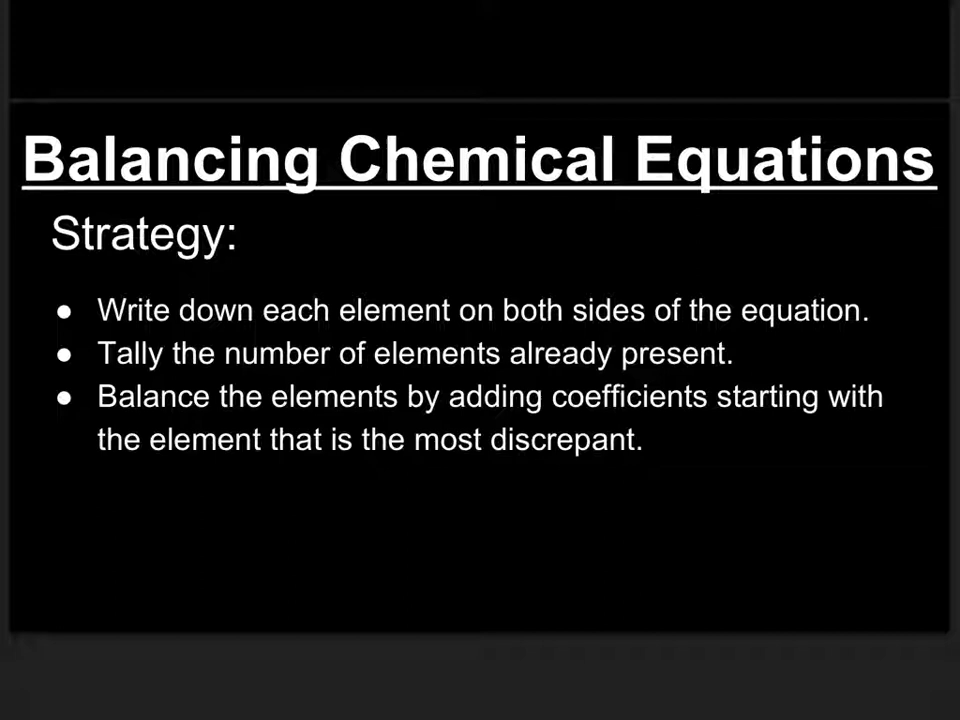 Balancing Chemical Equations
Strategy:
● Write down each element on both sides of the equation.
● Tally the number of elements already present.
● Balance the elements by adding coefficients starting with
the element that is the most discrepant.